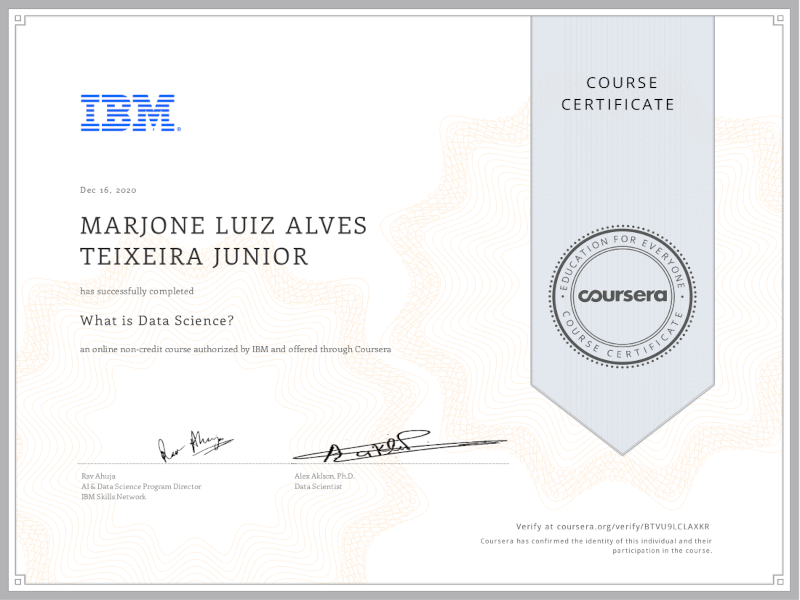 COURSE
CERTIFICATE
IBM
Dec 16, 2020
MARJONE LUIZ ALVES
TEIXEIRA JUNIOR
has successfully completed
What is Data Science?
an online non-credit course authorized by IBM and offered through Coursera
EDUCATION FOR EVERYONE
coursera
COURSE CERTIFICATE
Rav Ahuja
AI & Data Science Program Director
IBM Skills Network
Alex Aklson, Ph.D.
Data Scientist
Verify at coursera.org/verify/BTVU9LCLAXKR
Coursera has confirmed the identity of this individual and their
participation in the course.